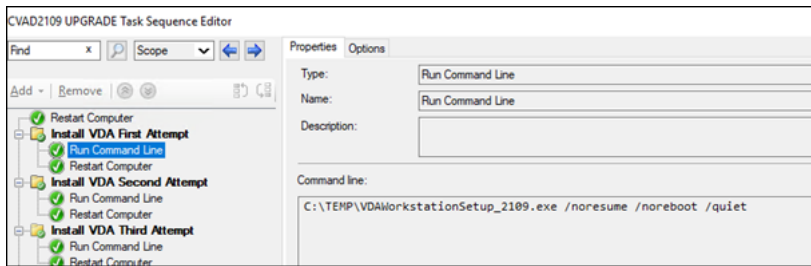 CVAD2109 UPGRADE Task Sequence Editor
Find x Scope
Properties Options
Add Remove
Type: Run Command Line
Name: Run Command Line
Description:
Restart Computer
Install VDA First Attempt
Run Command Line
Restart Computer
Install VDA Second Attempt
Run Command Line
Restart Computer
Install VDA Third Attempt
Run Command Line
Restart Computer
Command line:
C:\TEMP\VDAWorkstationSetup_2109.exe /noresume /noreboot /quiet